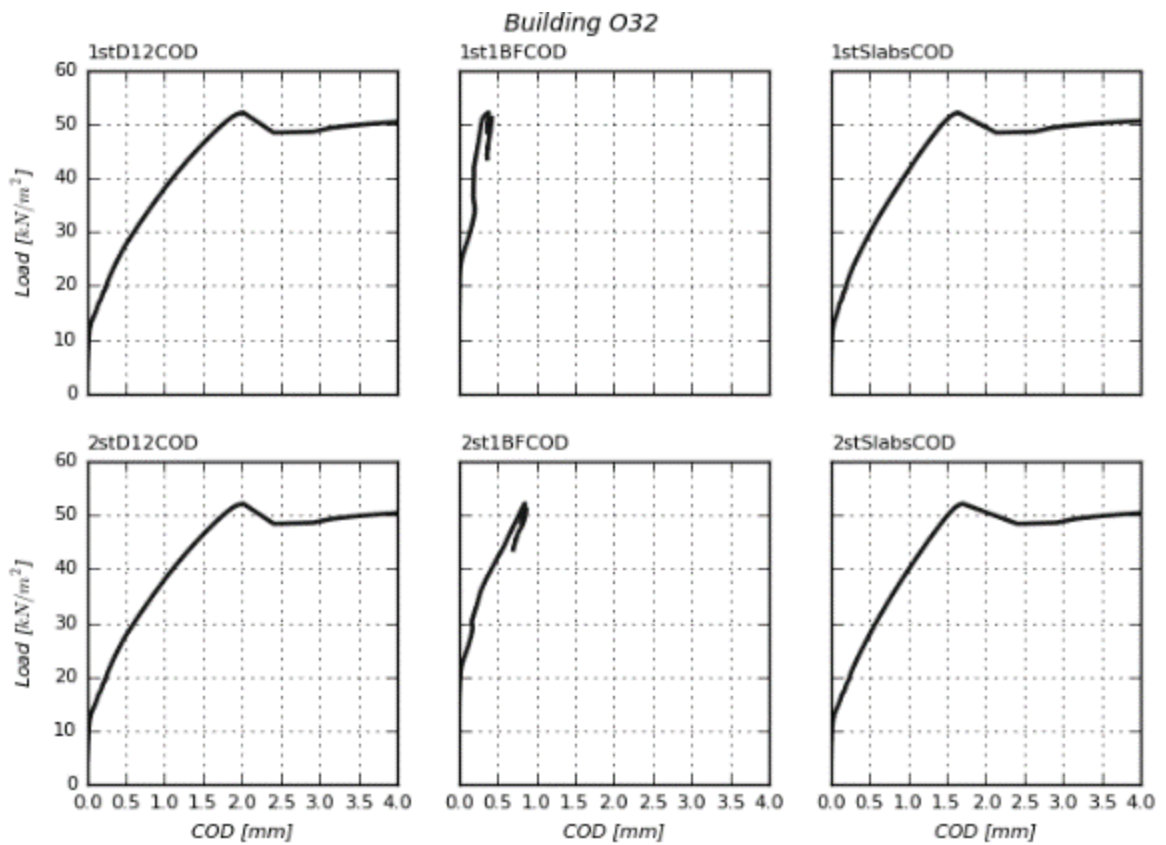 Building O32
1stD12COD
1st1BFCOD
1stSlabsCOD
60
50
40
30
20
10
0
Load [kN/m²]
2stD12COD
2st1BFCOD
2stSlabsCOD
60
50
40
30
20
10
0
Load [kN/m²]
0.0 0.5 1.0 1.5 2.0 2.5 3.0 3.5 4.0
0.0 0.5 1.0 1.5 2.0 2.5 3.0 3.5 4.0
0.0 0.5 1.0 1.5 2.0 2.5 3.0 3.5 4.0
COD [mm]
COD [mm]
COD [mm]